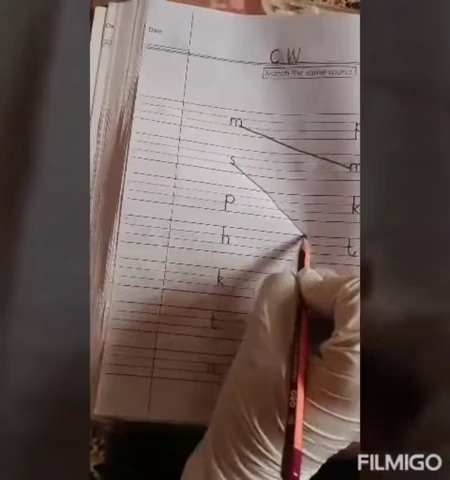 Date
C.W
Match the same sound
m
s m
p k
h t
k
t
FILMIGO